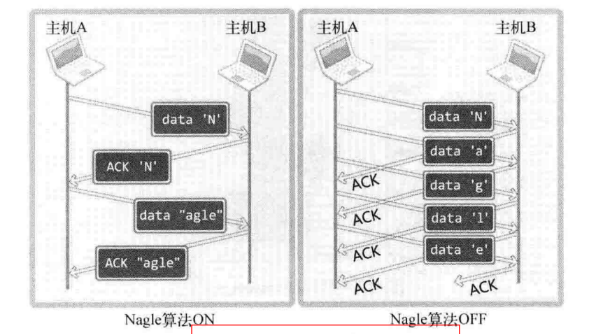 主机A
主机B
data 'N'
ACK 'N'
data "agle"
ACK "agle"
Nagle算法ON
主机A
主机B
data 'N'
data 'a'
ACK
data 'g'
ACK
data 'l'
ACK
data 'e'
ACK
ACK
Nagle算法OFF